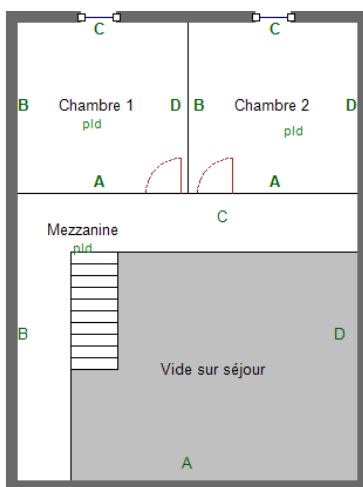 C C
B Chambre 1 D B Chambre 2 D
pld pld
A A
C
Mezzanine
pld
B D
Vide sur séjour
A